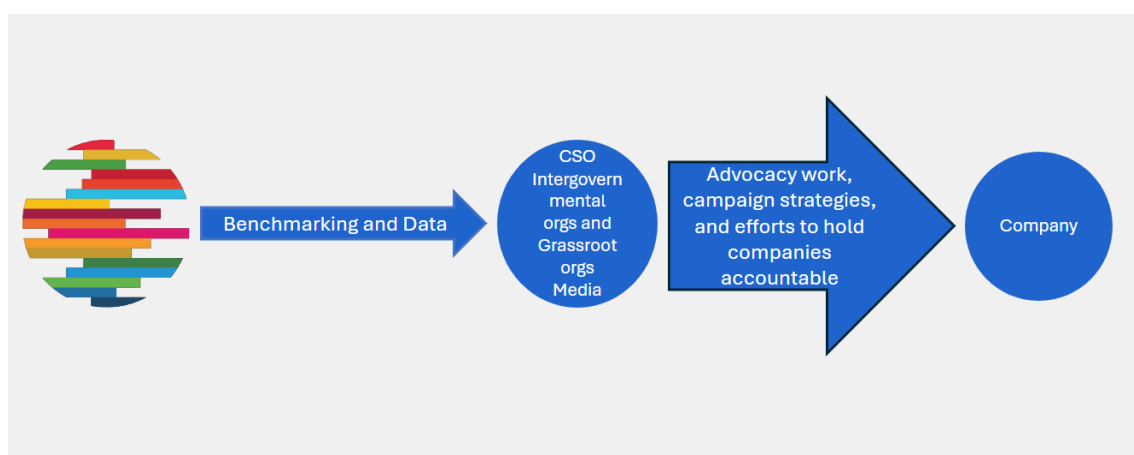 Benchmarking and Data
CSO
Intergovern
mental
orgs and
Grassroot
orgs
Media
Advocacy work,
campaign strategies,
and efforts to hold
companies
accountable
Company